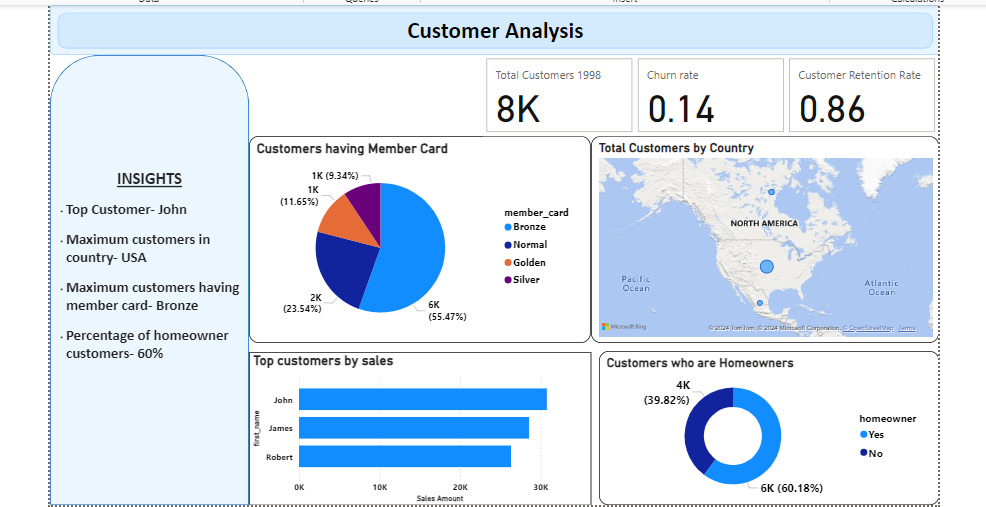 Customer Analysis
Total Customers 1998
8K
Churn rate
0.14
Customer Retention Rate
0.86
INSIGHTS
· Top Customer- John
· Maximum customers in
country- USA
· Maximum customers having
member card- Bronze
· Percentage of homeowner
customers- 60%
Customers having Member Card
1K (9.34%)
1K
(11.65%)
2K
(23.54%)
6K
(55.47%)
member_card
Bronze
Normal
Golden
Silver
Total Customers by Country
NORTH AMERICA
Pacific
Ocean
Atlantic
Ocean
Microsoft Bing
© 2024 TomTom, © 2024 Microsoft Corporation, © OpenStreetMap Terms
Top customers by sales
first_name
John
James
Robert
0K
10K
20K
30K
Sales Amount
Customers who are Homeowners
4K
(39.82%)
6K (60.18%)
homeowner
Yes
No